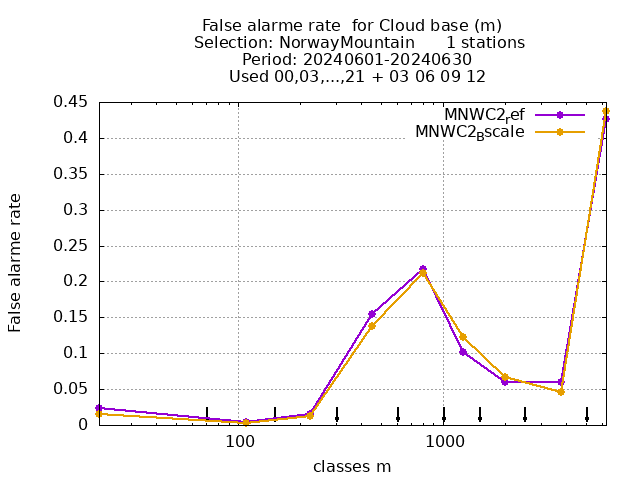 False alarme rate  for Cloud base (m)
Selection: NorwayMountain      1 stations
Period: 20240601-20240630
Used 00,03,...,21 + 03 06 09 12
MNWC2ref
MNWC2Bscale
0.45
0.4
0.35
0.3
0.25
0.2
0.15
0.1
0.05
0
False alarme rate
100 1000
classes m